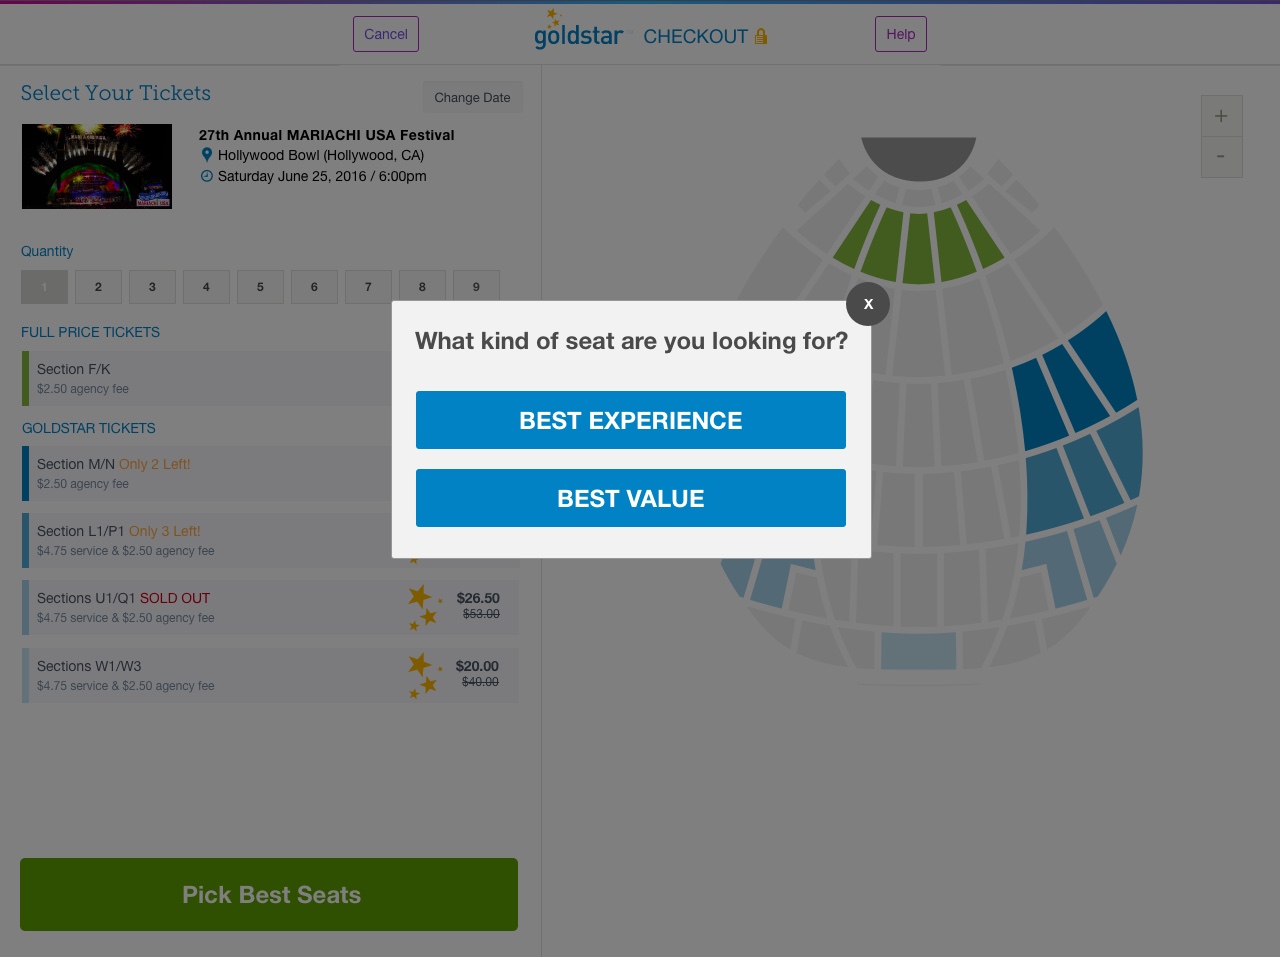 Cancel
goldstar CHECKOUT
Help
Select Your Tickets
Change Date
27th Annual MARIACHI USA Festival
Hollywood Bowl (Hollywood, CA)
Saturday June 25, 2016 / 6:00pm
MARIACHI USA
Quantity
1 2 3 4 5 6 7 8 9
+
-
X
What kind of seat are you looking for?
BEST EXPERIENCE
BEST VALUE
FULL PRICE TICKETS
Section F/K
$2.50 agency fee
GOLDSTAR TICKETS
Section M/N Only 2 Left!
$2.50 agency fee
Section L1/P1 Only 3 Left!
$4.75 service & $2.50 agency fee
Sections U1/Q1 SOLD OUT
$26.50
$4.75 service & $2.50 agency fee
$53.00
Sections W1/W3
$20.00
$4.75 service & $2.50 agency fee
$40.00
Pick Best Seats